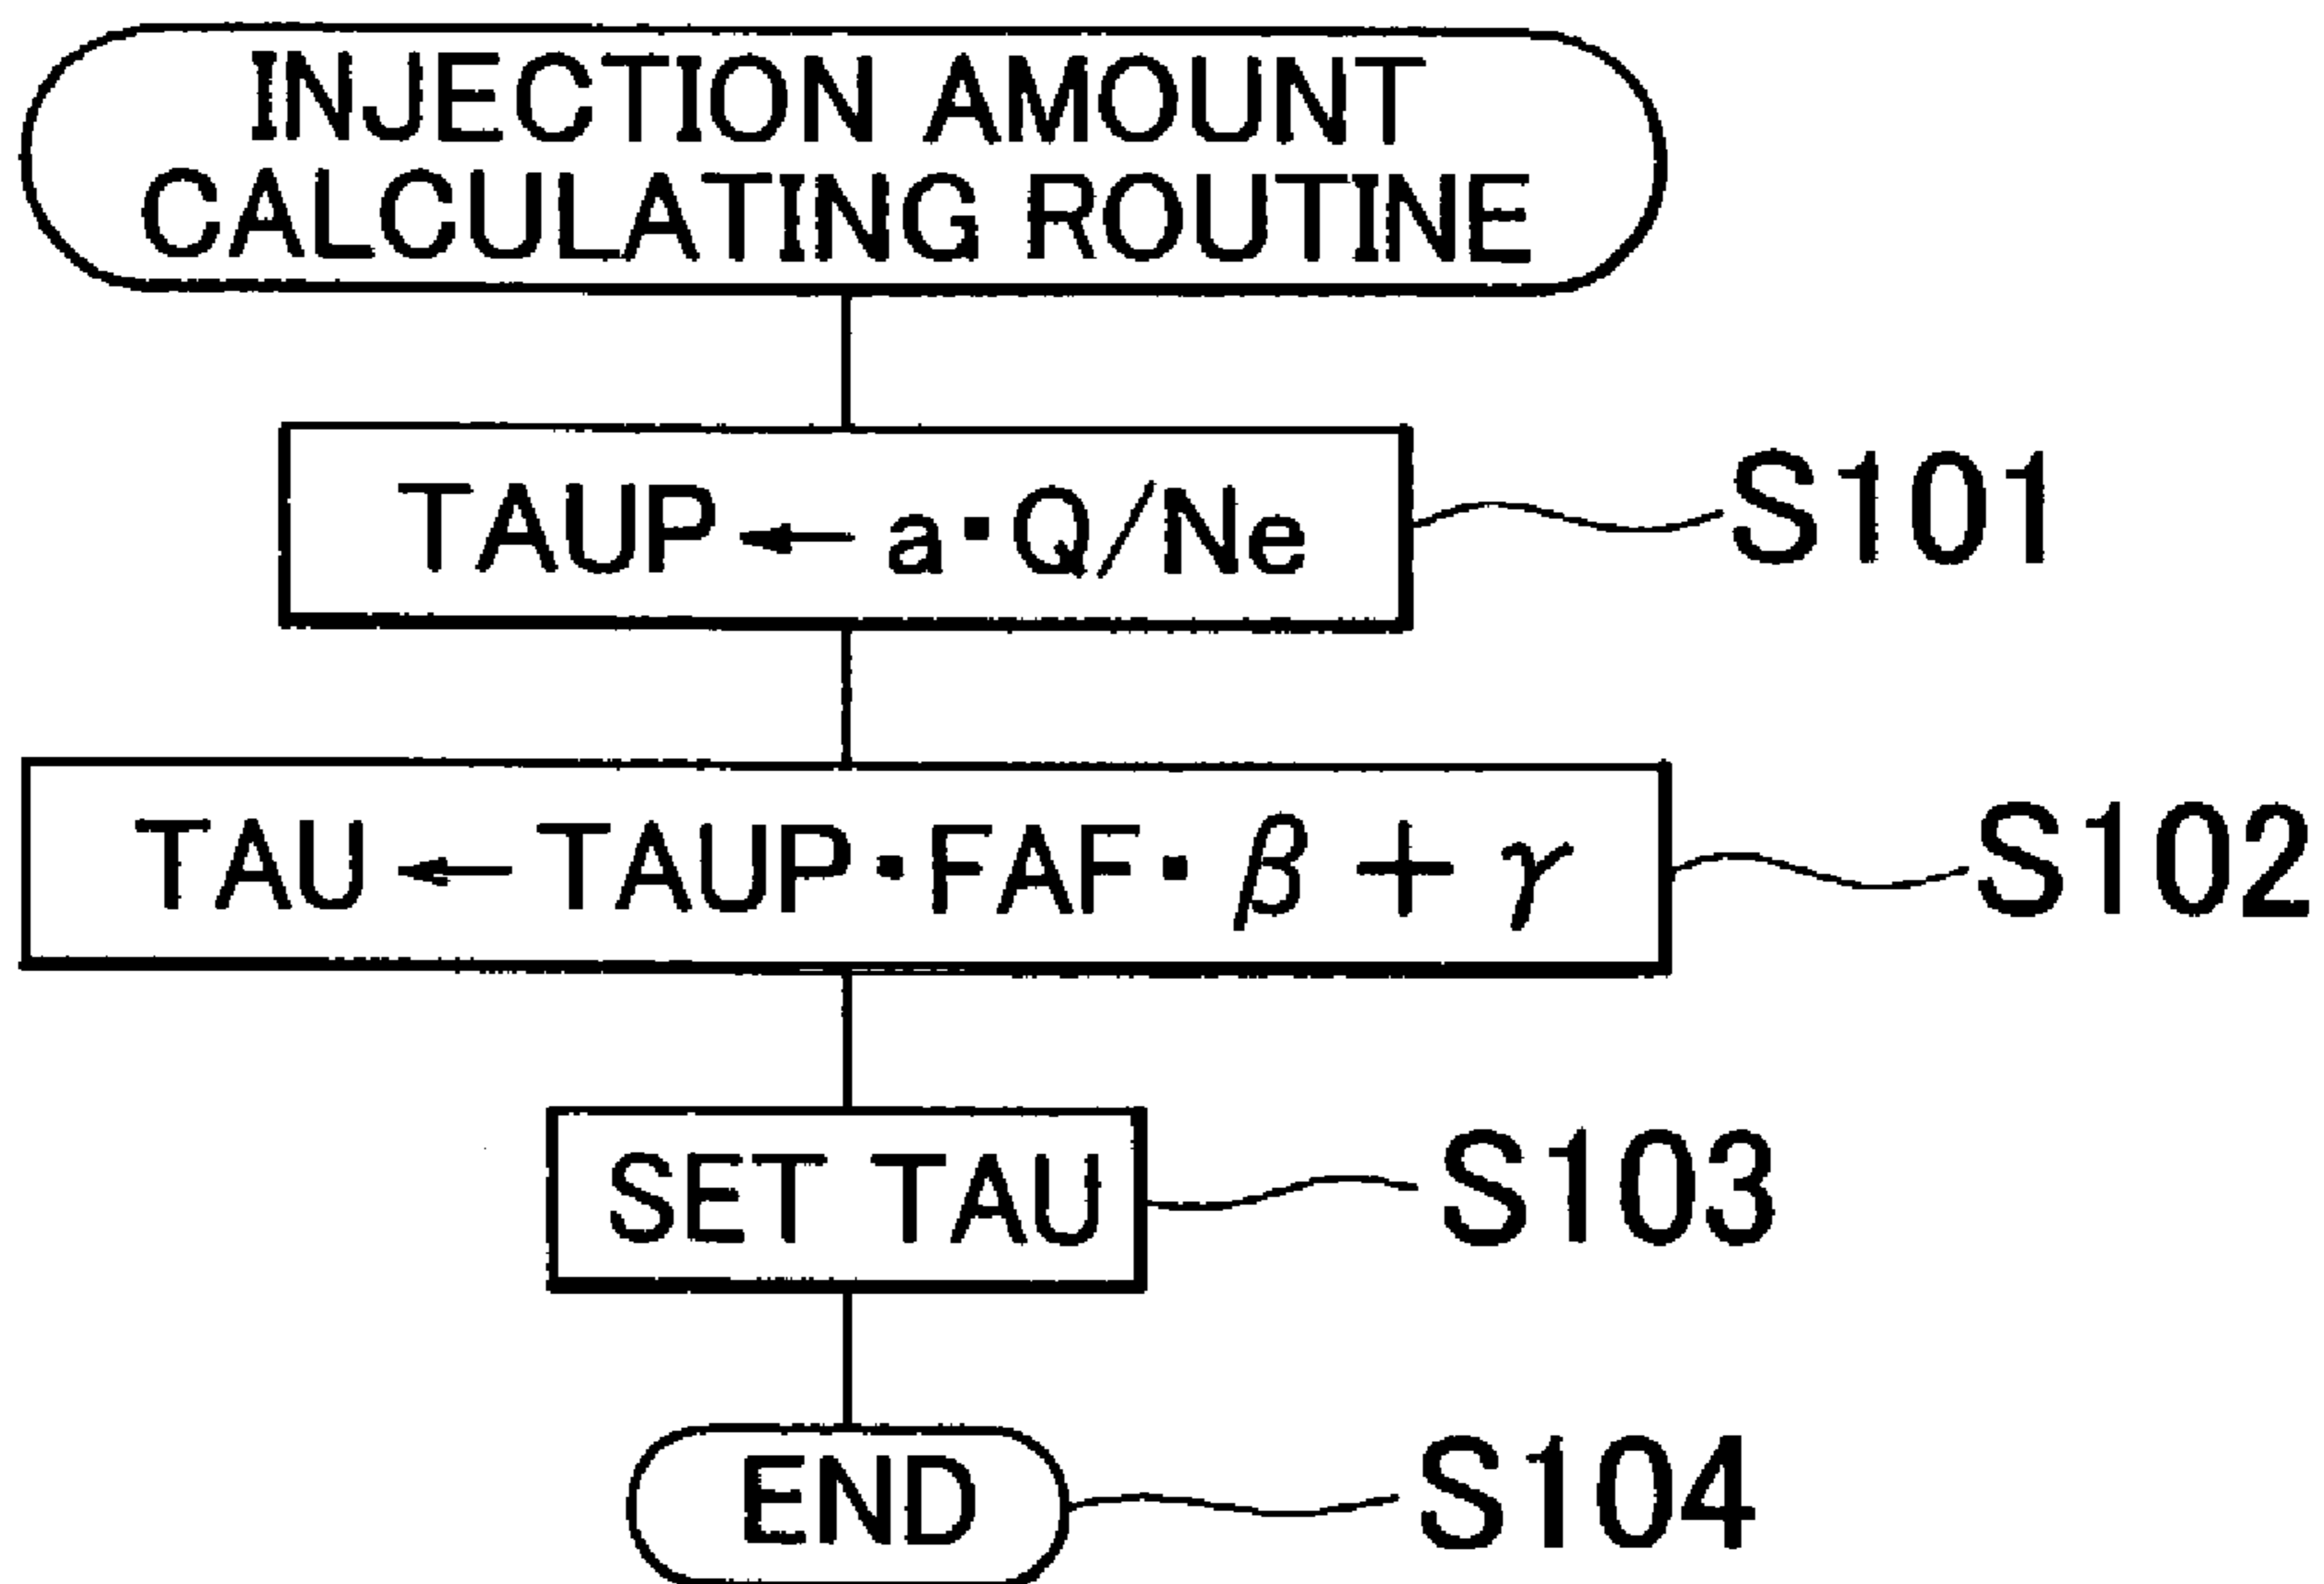 INJECTION AMOUNT
CALCULATING ROUTINE
TAUP ← a・Q/Ne
S101
TAU ← TAUP・FAF・β + γ
S102
SET TAU
S103
END
S104